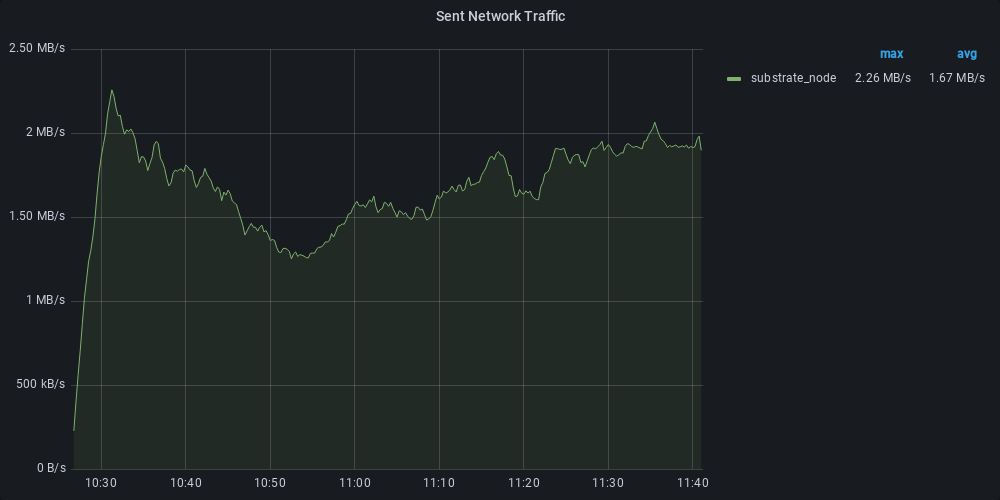 Sent Network Traffic
max avg
substrate_node 2.26 MB/s 1.67 MB/s
2.50 MB/s
2 MB/s
1.50 MB/s
1 MB/s
500 kB/s
0 B/s
10:30 10:40 10:50 11:00 11:10 11:20 11:30 11:40